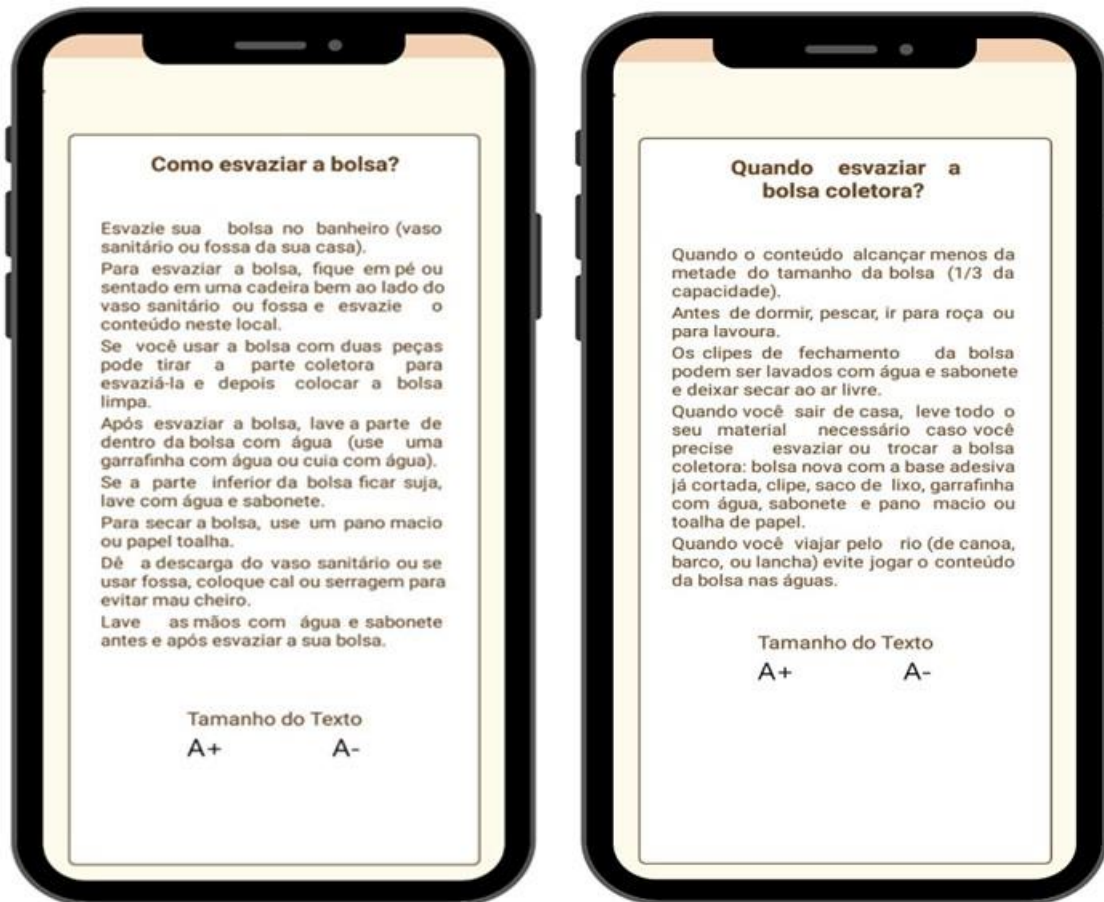 Como esvaziar a bolsa?
Esvazie sua bolsa no banheiro (vaso
sanitário ou fossa da sua casa).
Para esvaziar a bolsa, fique em pé ou
sentado em uma cadeira bem ao lado do
vaso sanitário ou fossa e esvazie o
conteúdo neste local.
Se você usar a bolsa com duas peças
pode tirar a parte coletora para
esvaziá-la e depois colocar a bolsa
limpa.
Após esvaziar a bolsa, lave a parte de
dentro da bolsa com água (use uma
garrafinha com água ou cuia com água).
Se a parte inferior da bolsa ficar suja,
lave com água e sabonete.
Para secar a bolsa, use um pano macio
ou papel toalha.
Dê a descarga do vaso sanitário ou se
usar fossa, coloque cal ou serragem para
evitar mau cheiro.
Lave as mãos com água e sabonete
antes e após esvaziar a sua bolsa.
Tamanho do Texto
A+ A-
Quando esvaziar a
bolsa coletora?
Quando o conteúdo alcançar menos da
metade do tamanho da bolsa (1/3 da
capacidade).
Antes de dormir, pescar, ir para roça ou
para lavoura.
Os clipes de fechamento da bolsa
podem ser lavados com água e sabonete
e deixar secar ao ar livre.
Quando você sair de casa, leve todo o
seu material necessário caso você
precise esvaziar ou trocar a bolsa
coletora: bolsa nova com a base adesiva
já cortada, clipe, saco de lixo, garrafinha
com água, sabonete e pano macio ou
toalha de papel.
Quando você viajar pelo rio (de canoa,
barco, ou lancha) evite jogar o conteúdo
da bolsa nas águas.
Tamanho do Texto
A+ A-